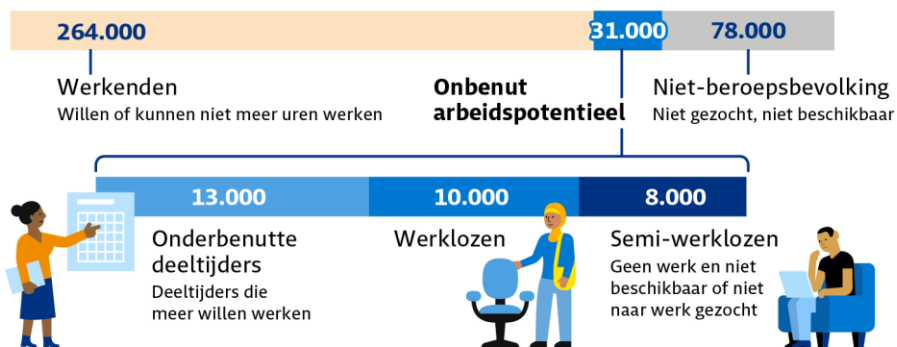 264.000
31.000
78.000
Werkenden
Willen of kunnen niet meer uren werken
Onbenut
arbeidspotentieel
Niet-beroepsbevolking
Niet gezocht, niet beschikbaar
13.000
10.000
8.000
Onderbenutte
deeltijders
Deeltijders die
meer willen werken
Werklozen
Semi-werklozen
Geen werk en niet
beschikbaar of niet
naar werk gezocht